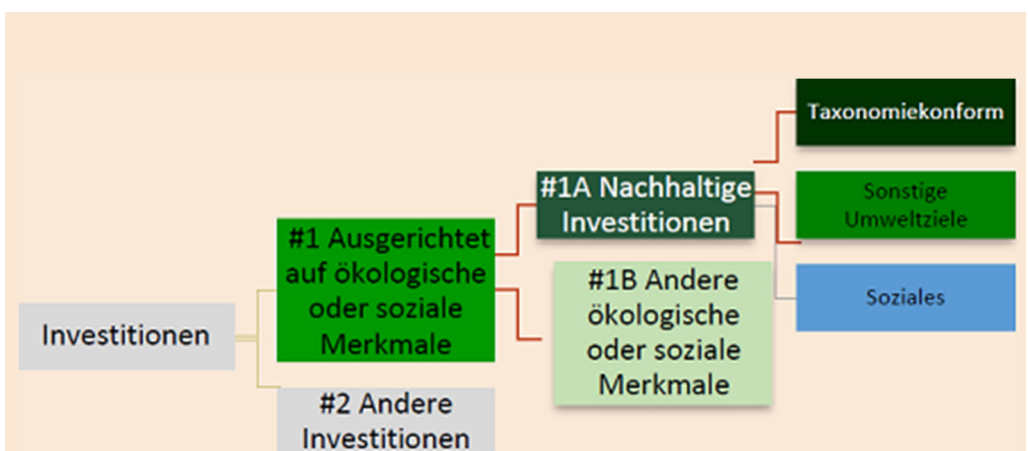 Investitionen
#1 Ausgerichtet
auf ökologische
oder soziale
Merkmale
#2 Andere
Investitionen
#1A Nachhaltige
Investitionen
#1B Andere
ökologische
oder soziale
Merkmale
Taxonomiekonform
Sonstige
Umweltziele
Soziales